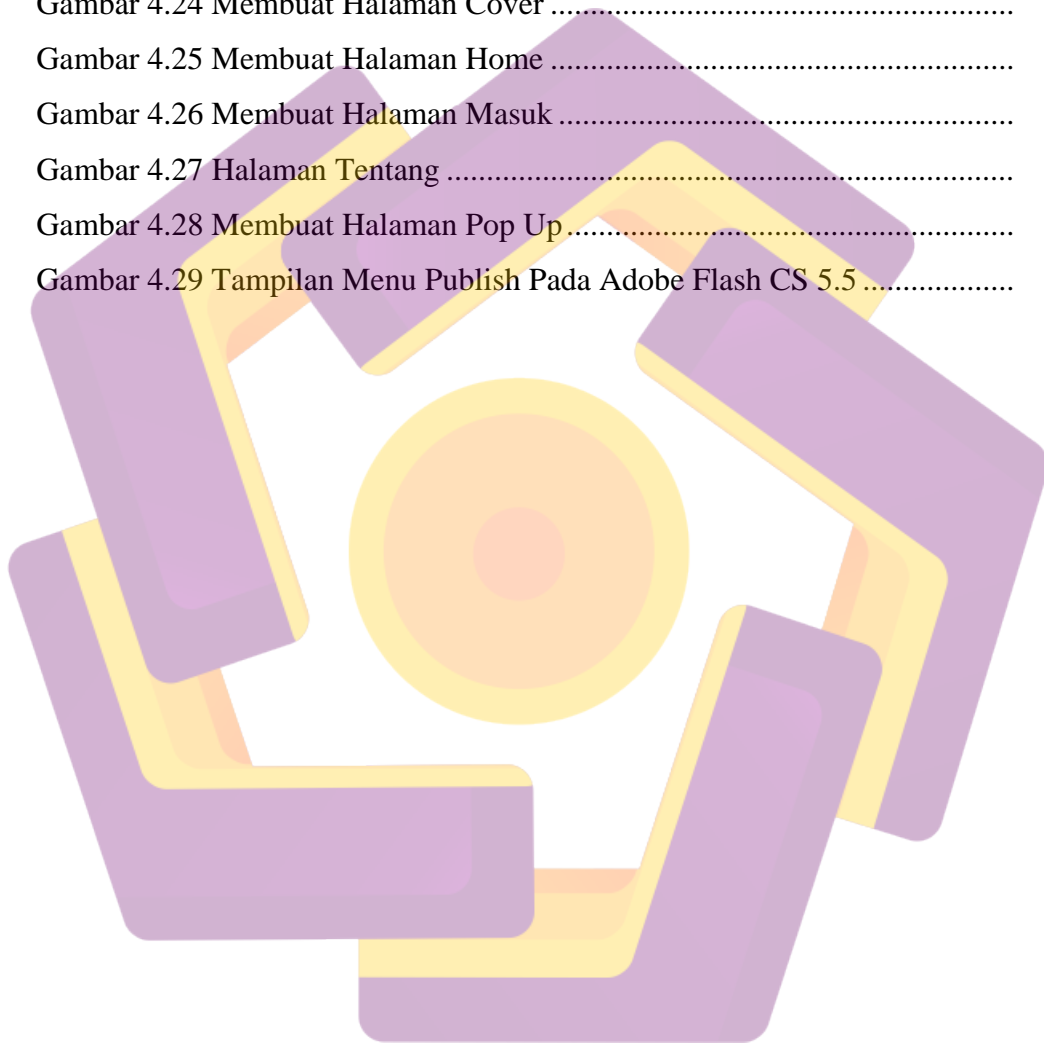 Gambar 4.24 Membuat Halaman Cover ..........................................................
Gambar 4.25 Membuat Halaman Home ..........................................................
Gambar 4.26 Membuat Halaman Masuk .........................................................
Gambar 4.27 Halaman Tentang .......................................................................
Gambar 4.28 Membuat Halaman Pop Up........................................................
Gambar 4.29 Tampilan Menu Publish Pada Adobe Flash CS 5.5 ...................